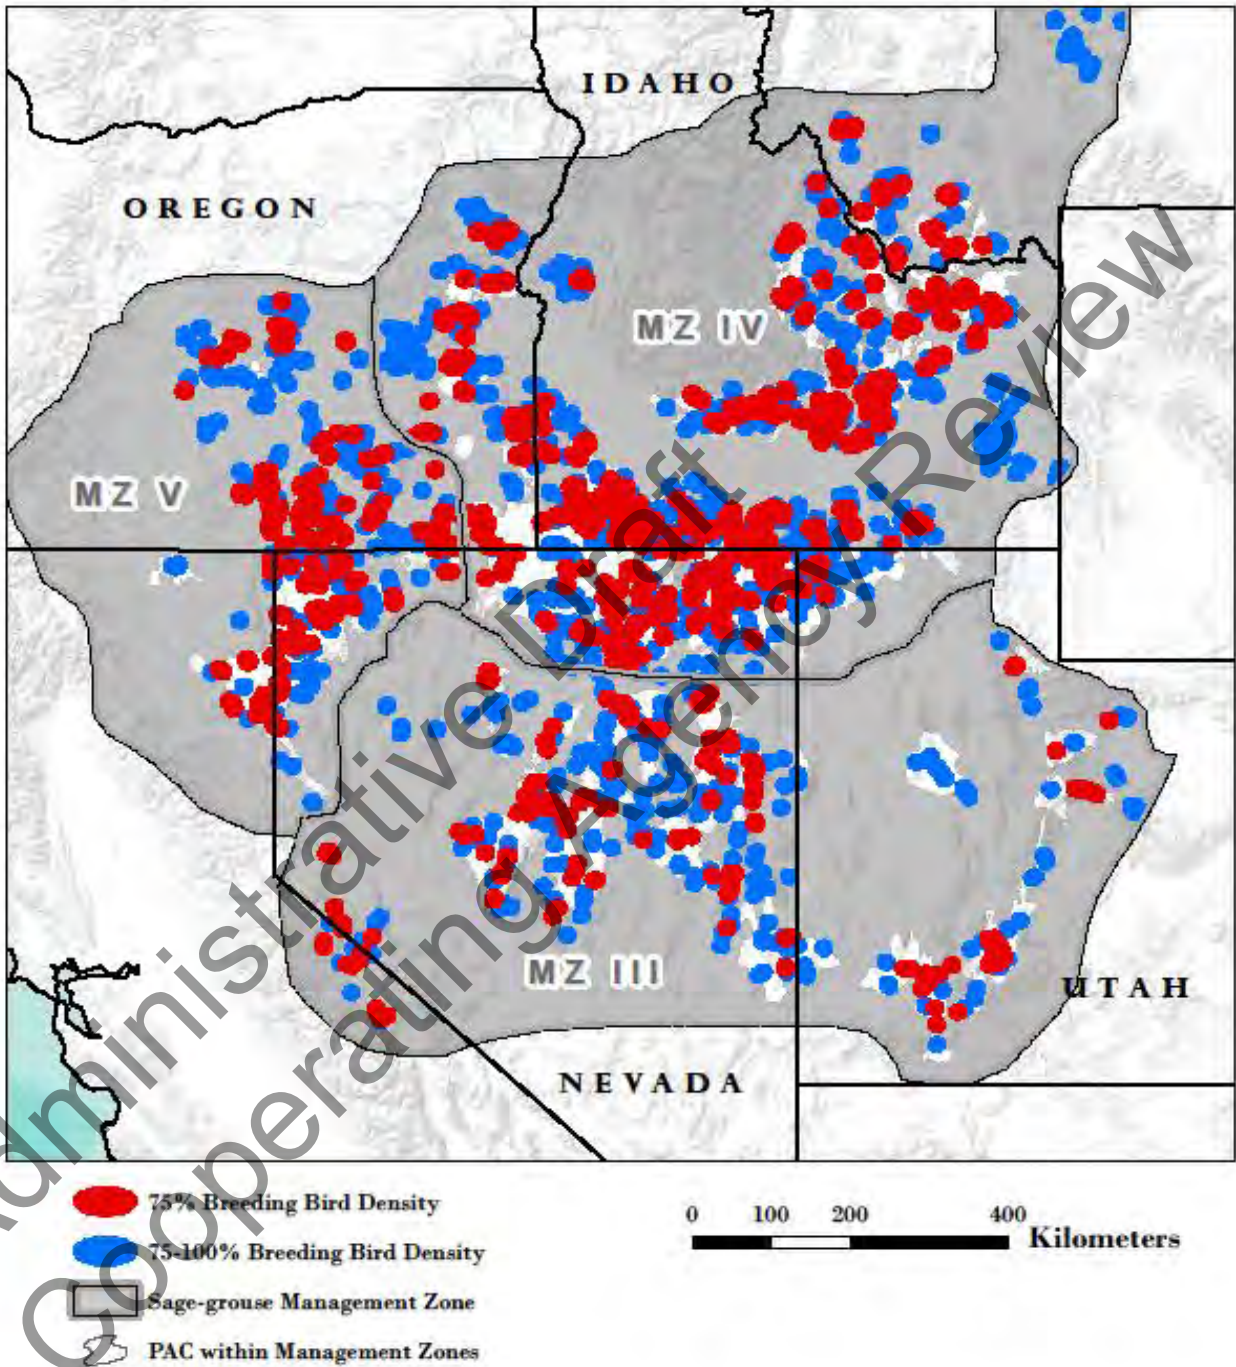 IDAHO
OREGON
MZ IV
MZ V
MZ III
UTAH
NEVADA
Administrative Draft
Cooperating Agency Review
75% Breeding Bird Density
75-100% Breeding Bird Density
Sage-grouse Management Zone
PAC within Management Zones
0 100 200 400 Kilometers